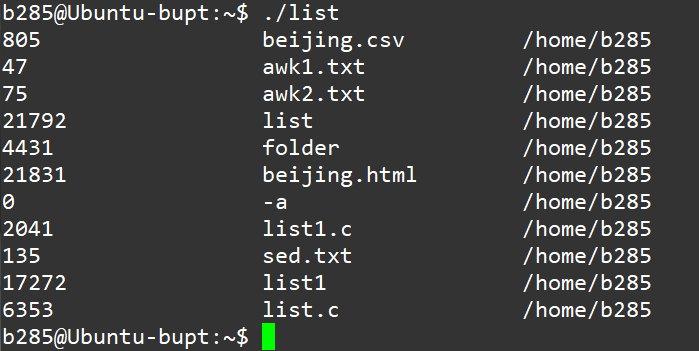 b285@Ubuntu-bupt:~$ ./list
805 beijing.csv /home/b285
47 awk1.txt /home/b285
75 awk2.txt /home/b285
21792 list /home/b285
4431 folder /home/b285
21831 beijing.html /home/b285
0 -a /home/b285
2041 list1.c /home/b285
135 sed.txt /home/b285
17272 list1 /home/b285
6353 list.c /home/b285
b285@Ubuntu-bupt:~$